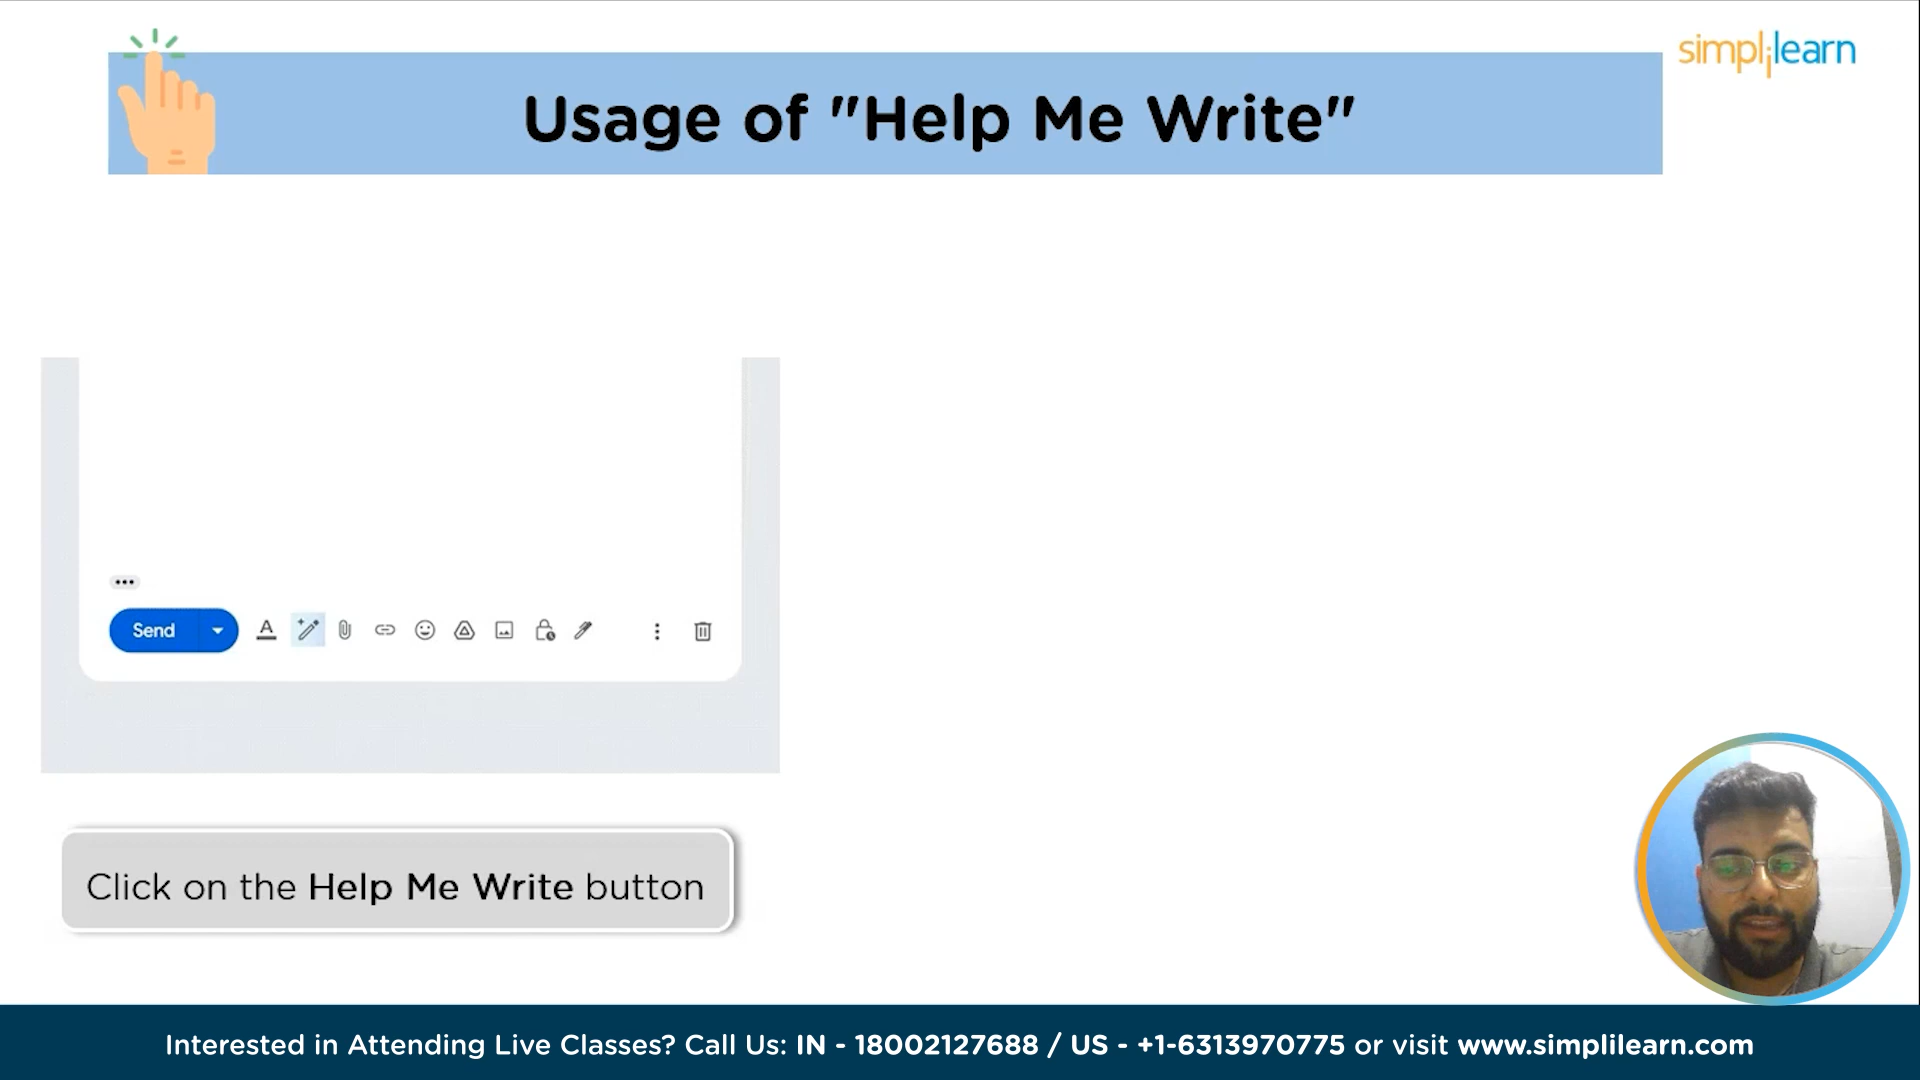 simplilearn
Usage of "Help Me Write"
Send
Click on the Help Me Write button
Interested in Attending Live Classes? Call Us: IN - 18002127688 / US - +1-6313970775 or visit www.simplilearn.com